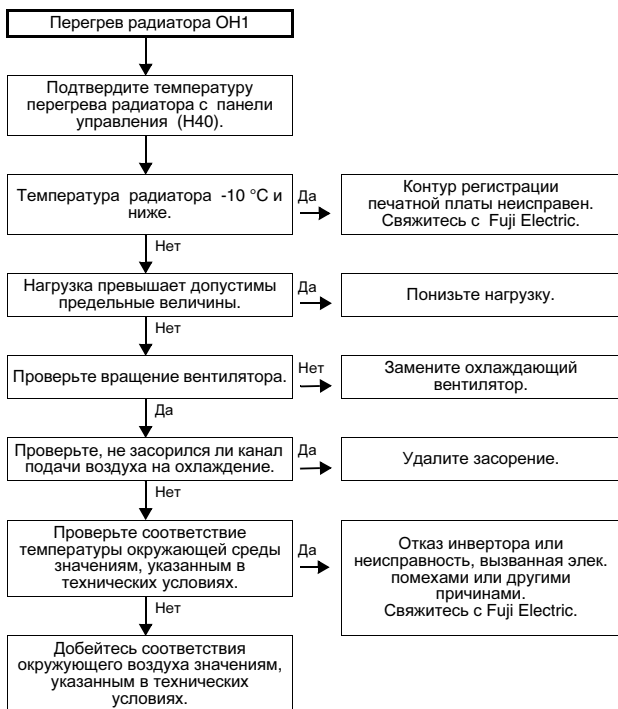 Перегрев радиатора OH1
Подтвердите температуру
перегрева радиатора с панели
управления (H40).
Температура радиатора -10 °C и
ниже.
Да
Контур регистрации
печатной платы неисправен.
Свяжитесь с Fuji Electric.
Нет
Нагрузка превышает допустимы
предельные величины.
Да
Понизьте нагрузку.
Нет
Проверьте вращение вентилятора.
Нет
Замените охлаждающий
вентилятор.
Да
Проверьте, не засорился ли канал
подачи воздуха на охлаждение.
Да
Удалите засорение.
Нет
Проверьте соответствие
температуры окружающей среды
значениям, указанным в
технических условиях.
Да
Отказ инвертора или
неисправность, вызванная элек.
помехами или другими
причинами.
Свяжитесь с Fuji Electric.
Нет
Добейтесь соответствия
окружующего воздуха значениям,
указанным в технических
условиях.